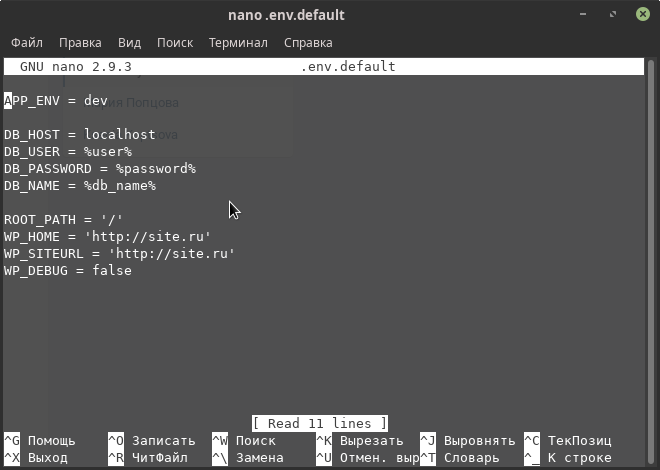 nano .env.default
Файл Правка Вид Поиск Терминал Справка
GNU nano 2.9.3 .env.default
APP_ENV = dev
DB_HOST = localhost
DB_USER = %user%
DB_PASSWORD = %password%
DB_NAME = %db_name%
ROOT_PATH = '/'
WP_HOME = 'http://site.ru'
WP_SITEURL = 'http://site.ru'
WP_DEBUG = false
[ Read 11 lines ]
^G Помощь ^O Записать ^W Поиск ^K Вырезать ^J Выровнять ^C ТекПозиц
^X Выход ^R ЧитФайл ^\ Замена ^U Отмен. выр^T Словарь ^_ К строке